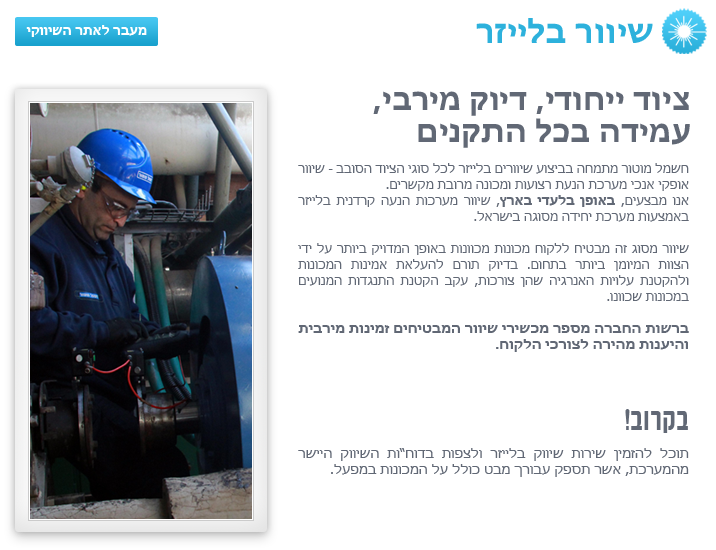 שיוור בלייזר
מעבר לאתר השיווקי
ציוד ייחודי, דיוק מירבי,
עמידה בכל התקנים
חשמל מוטור מתמחה בביצוע שיוורים בלייזר לכל סוגי הציוד הסובב - שיוור
אופקי אנכי מערכת הנעת רצועות ומכונה מרובת מקשרים.
אנו מבצעים, באופן בלעדי בארץ, שיוור מערכות הנעה קרדנית בלייזר
באמצעות מערכת יחידה מסוגה בישראל.
שיוור מסוג זה מבטיח ללקוח מכונות מכוונות באופן המדויק ביותר על ידי
הצוות המיומן ביותר בתחום. בדיוק תורם להעלאת אמינות המכונות
ולהקטנת עלויות האנרגיה שהן צורכות, עקב הקטנת התנגדות המנועים
במכונות שכוונו.
ברשות החברה מספר מכשירי שיוור המבטיחים זמינות מירבית
והיענות מהירה לצורכי הלקוח.
בקרוב!
תוכל להזמין שירות שיווק בלייזר ולצפות בדוח"ות השיווק היישר
מהמערכת, אשר תספק עבורך מבט כולל על המכונות במפעל.